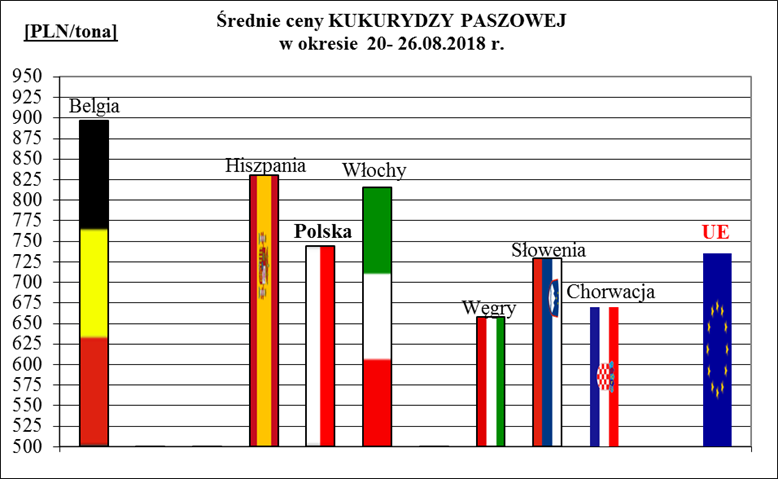 Średnie ceny KUKURYDZY PASZOWEJ
w okresie 20- 26.08.2018 r.
[PLN/tona]
950
925
900
875
850
825
800
775
750
725
700
675
650
625
600
575
550
525
500
Belgia
Hiszpania
Polska
Włochy
Węgry
Słowenia
Chorwacja
UE